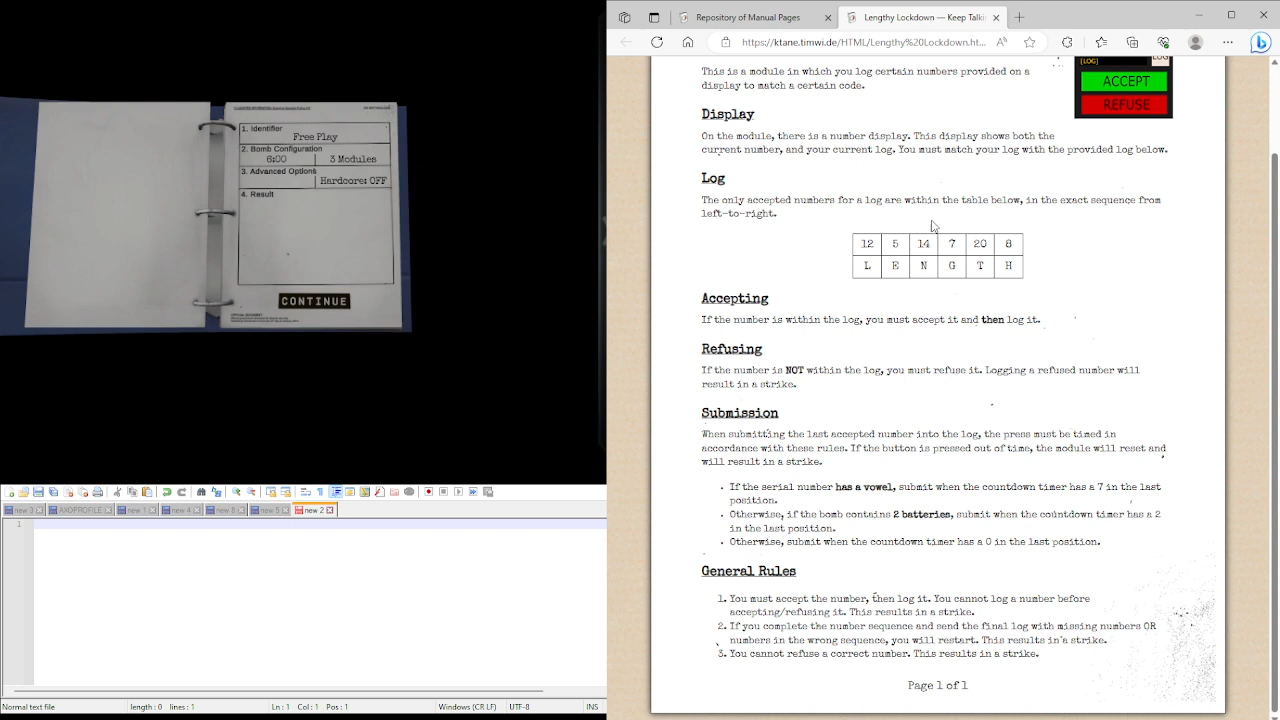 1. Identifier
Free Play
2. Bomb Configuration
6:00
3 Modules
3. Advanced Options
Hardcore: OFF
4. Result
CONTINUE
new 3
AXOPROFILE
new 1
new 4
new 8
new 5
new 2
1
Normal text file
length : 0 lines : 1
Ln : 1 Col : 1 Pos : 1
Windows (CR LF)
UTF-8
INS
Repository of Manual Pages
Lengthy Lockdown — Keep Talkin
https://ktane.timwi.de/HTML/Lengthy%20Lockdown.ht...
This is a module in which you log certain numbers provided on a
display to match a certain code.
[LOG]
LOG
ACCEPT
REFUSE
Display
On the module, there is a number display. This display shows both the
current number, and your current log. You must match your log with the provided log below.
Log
The only accepted numbers for a log are within the table below, in the exact sequence from
left-to-right.
12 5 14 7 20 8
L E N G T H
Accepting
If the number is within the log, you must accept it and then log it.
Refusing
If the number is NOT within the log, you must refuse it. Logging a refused number will
result in a strike.
Submission
When submitting the last accepted number into the log, the press must be timed in
accordance with these rules. If the button is pressed out of time, the module will reset and
will result in a strike.
If the serial number has a vowel, submit when the countdown timer has a 7 in the last
position.
Otherwise, if the bomb contains 2 batteries, submit when the countdown timer has a 2
in the last position.
Otherwise, submit when the countdown timer has a 0 in the last position.
General Rules
1. You must accept the number, then log it. You cannot log a number before
accepting/refusing it. This results in a strike.
2. If you complete the number sequence and send the final log with missing numbers OR
numbers in the wrong sequence, you will restart. This results in a strike.
3. You cannot refuse a correct number. This results in a strike.
Page 1 of 1